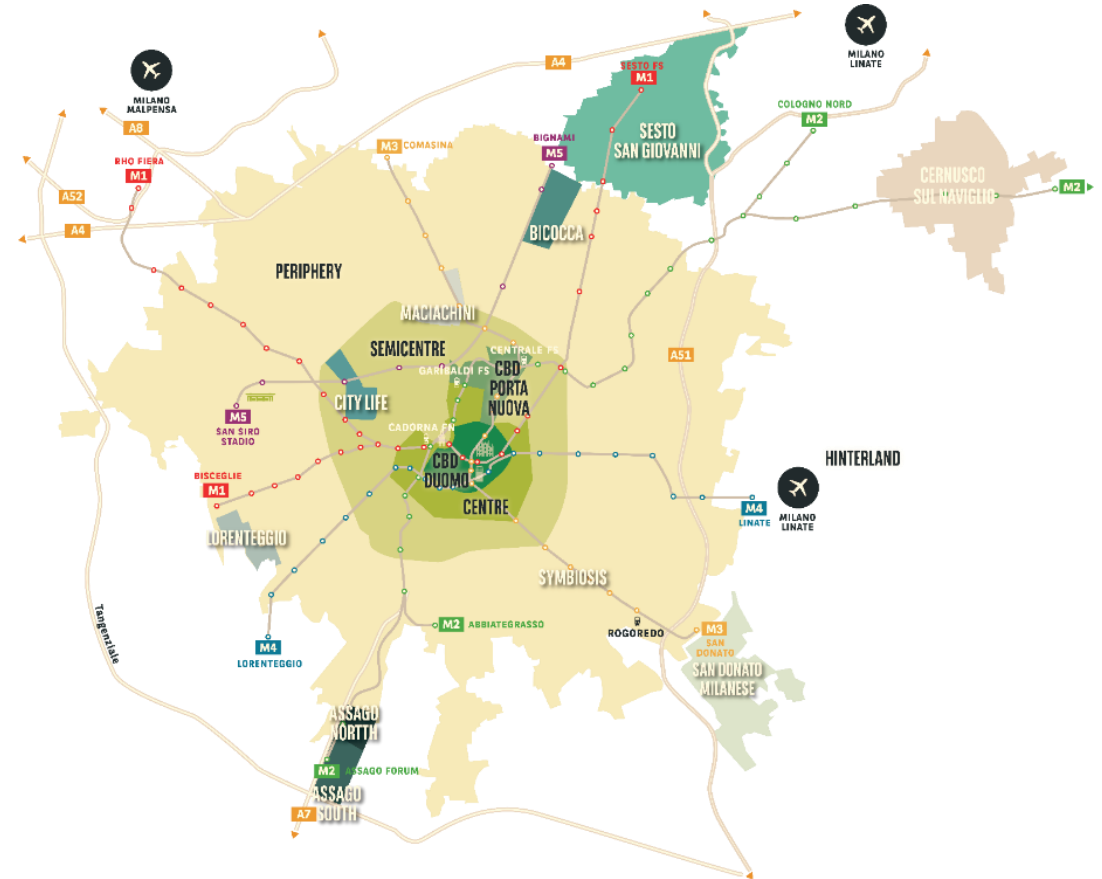 MILANO
LINATE
MILANO
MALPENSA
A4
SESTO FS
M1
SESTO
SAN GIOVANNI
COLOGNO NORD
M2
A8
M3 COMASINA
BIGNAMI
M5
RHO FIERA
M1
A52
A4
CERNUSCO
SUL NAVIGLIO
M2
BICOCCA
PERIPHERY
MACIACHINI
SEMICENTRE
CENTRALE FS
GARIBALDI FS
CBD
PORTA
NUOVA
A51
CITY LIFE
M5
SAN SIRO
STADIO
CADORNA FN
CBD
DUOMO
CENTRE
HINTERLAND
BISCEGLIE
M1
M4
LINATE
MILANO
LINATE
LORENTEGGIO
SYMBIOSIS
M2 ABBIATEGRASSO
ROGOREDO
M3
SAN
DONATO
SAN DONATO
MILANESE
Tangenziale
M4
LORENTEGGIO
ASSAGO
NORTTH
M2 ASSAGO FORUM
ASSAGO
SOUTH
A7